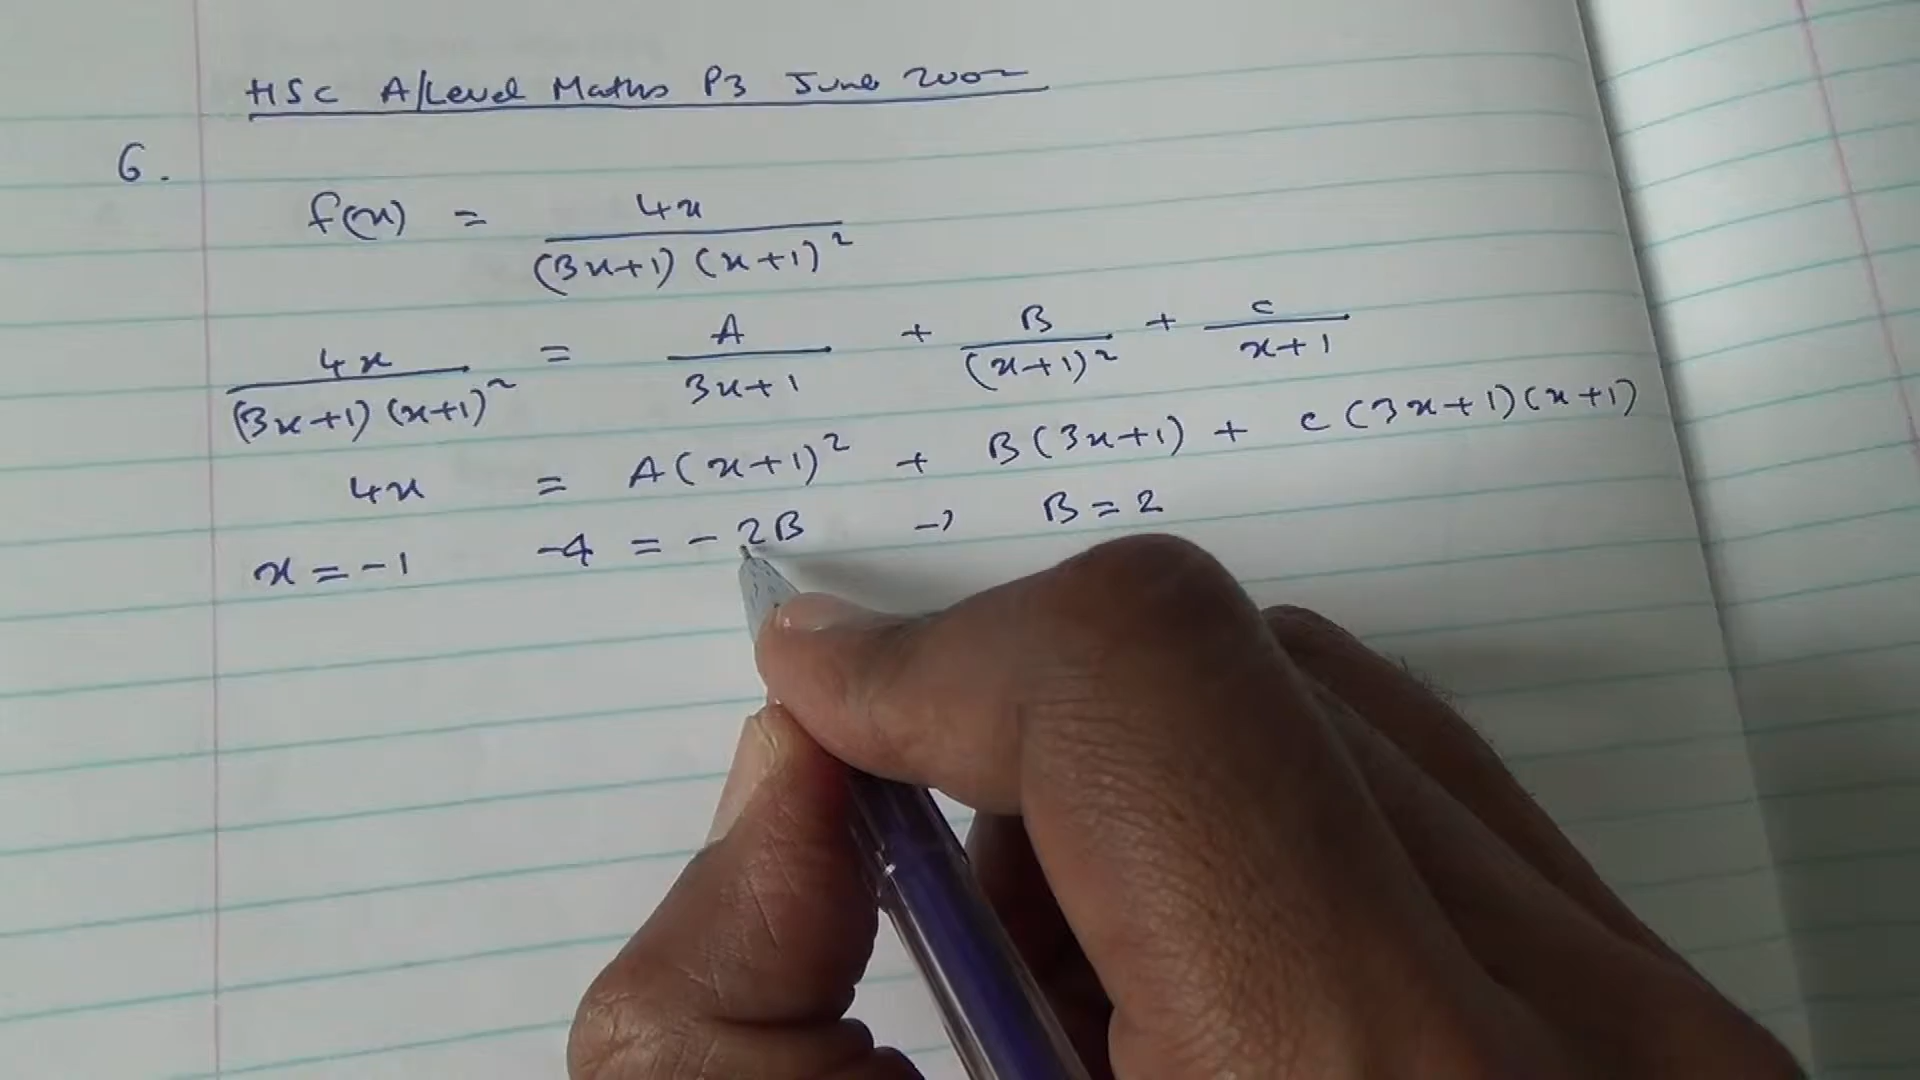 HSC A/Level Maths P3 June 2002
6.
f(x) = 4x / (3x+1)(x+1)²
4x / (3x+1)(x+1)² = A / 3x+1 + B / (x+1)² + C / x+1
4x = A(x+1)² + B(3x+1) + C(3x+1)(x+1)
x = -1 -4 = -2B → B = 2